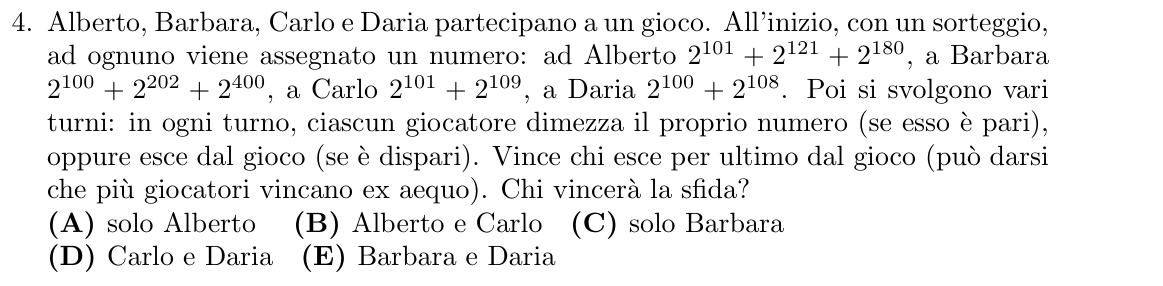 4. Alberto, Barbara, Carlo e Daria partecipano a un gioco. All'inizio, con un sorteggio,
ad ognuno viene assegnato un numero: ad Alberto 2^101 + 2^121 + 2^180, a Barbara
2^100 + 2^202 + 2^400, a Carlo 2^101 + 2^109, a Daria 2^100 + 2^108. Poi si svolgono vari
turni: in ogni turno, ciascun giocatore dimezza il proprio numero (se esso è pari),
oppure esce dal gioco (se è dispari). Vince chi esce per ultimo dal gioco (può darsi
che più giocatori vincano ex aequo). Chi vincerà la sfida?
(A) solo Alberto (B) Alberto e Carlo (C) solo Barbara
(D) Carlo e Daria (E) Barbara e Daria